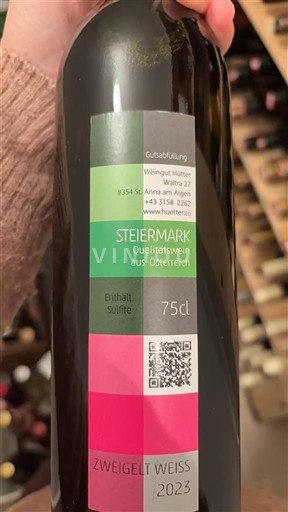 Gutsabfüllung
Weingut Hütter
Waltra 27
8354 St. Anna am Aigen
+43 3158 2262
www.huetter.co
STEIERMARK
Qualitätswein
aus Österreich
VIN
Enthält
Sulfite
75cl
ZWEIGELT WEISS
2023